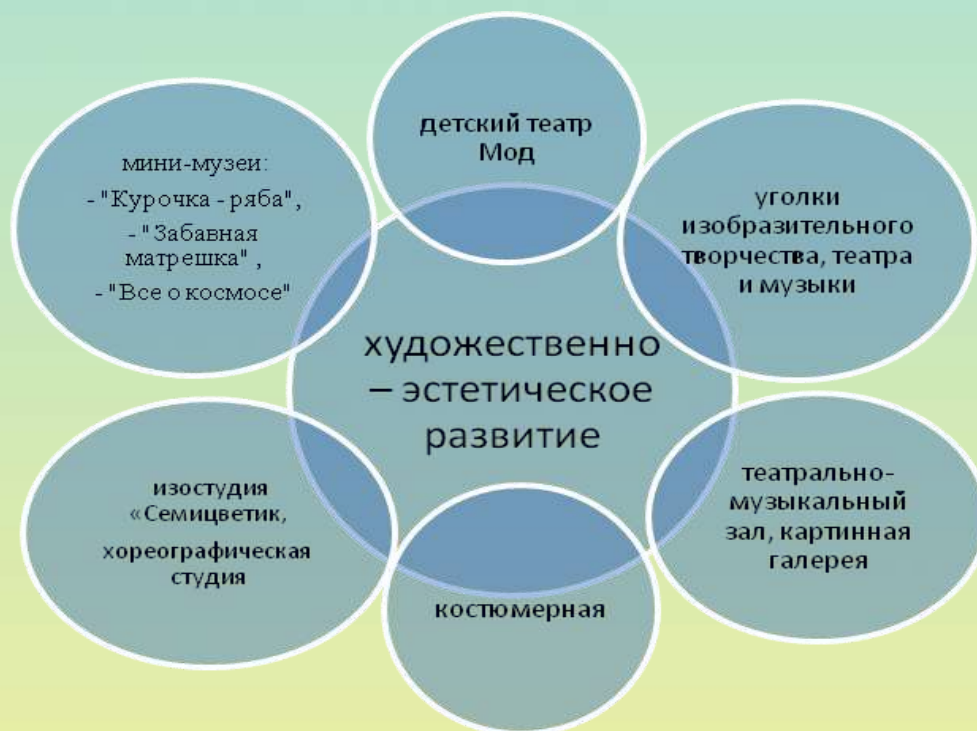 детский театр
Мод
мини-музеи:
- "Курочка - ряба",
- "Забавная
матрешка" ,
- "Все о космосе"
уголки
изобразительного
творчества, театра
и музыки
художественно
– эстетическое
развитие
изостудия
«Семицветик,
хореографическая
студия
театрально-
музыкальный
зал, картинная
галерея
костюмерная